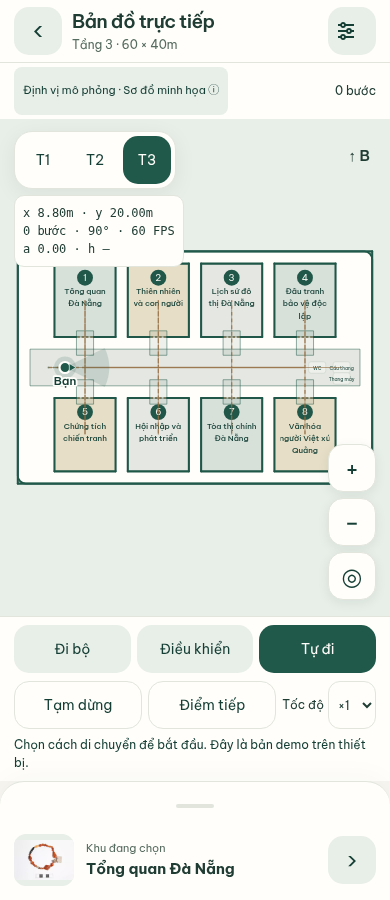 Bản đồ trực tiếp
Tầng 3 · 60 × 40m
Định vị mô phỏng · Sơ đồ minh họa ⓘ
0 bước
T1
T2
T3
↑ B
x 8.80m · y 20.00m
0 bước · 90° · 60 FPS
a 0.00 · h —
1
Tổng quan
Đà Nẵng
2
Thiên nhiên
và con người
3
Lịch sử đô
thị Đà Nẵng
4
Đấu tranh
bảo vệ độc
lập
Bạn
WC
Cầu thang
Thang máy
5
Chứng tích
chiến tranh
6
Hội nhập và
phát triển
7
Tòa thị chính
Đà Nẵng
8
Văn hóa
người Việt xứ
Quảng
+
−
◎
Đi bộ
Điều khiển
Tự đi
Tạm dừng
Điểm tiếp
Tốc độ
×1
Chọn cách di chuyển để bắt đầu. Đây là bản demo trên thiết
bị.
Khu đang chọn
Tổng quan Đà Nẵng